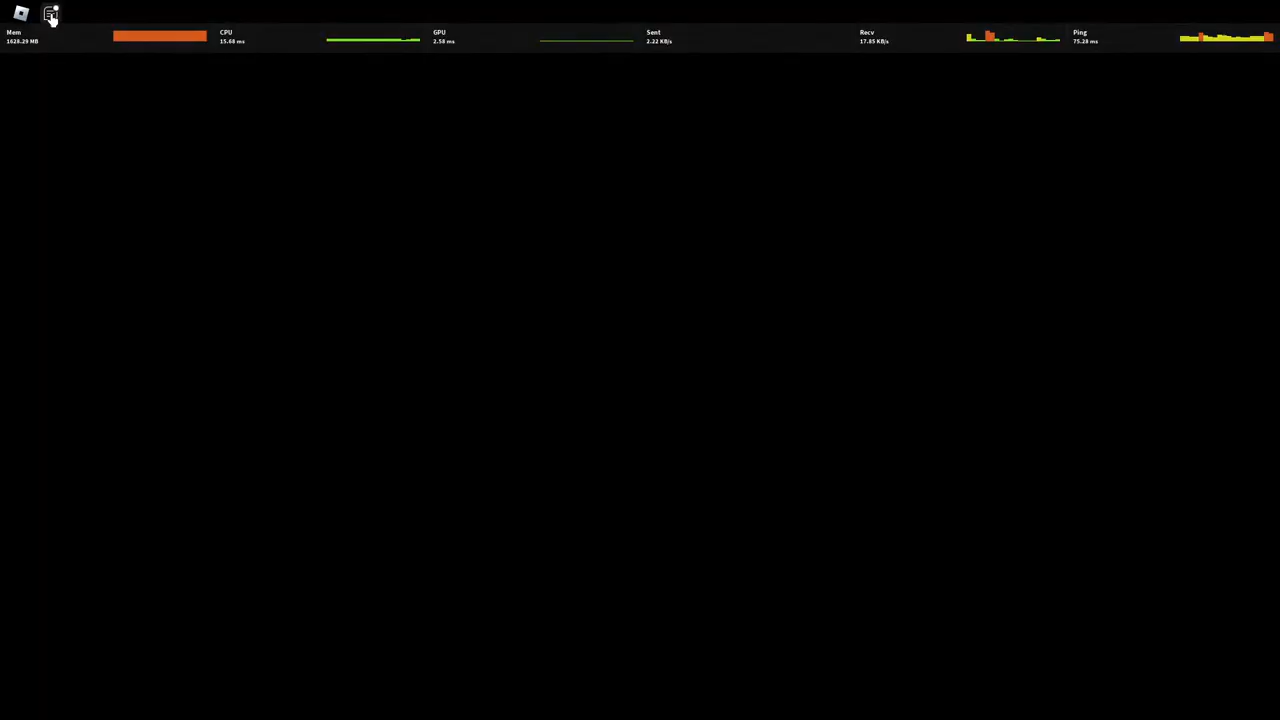 Mem
1628.29 MB
CPU
15.68 ms
GPU
2.58 ms
Sent
2.22 KB/s
Recv
17.85 KB/s
Ping
75.28 ms